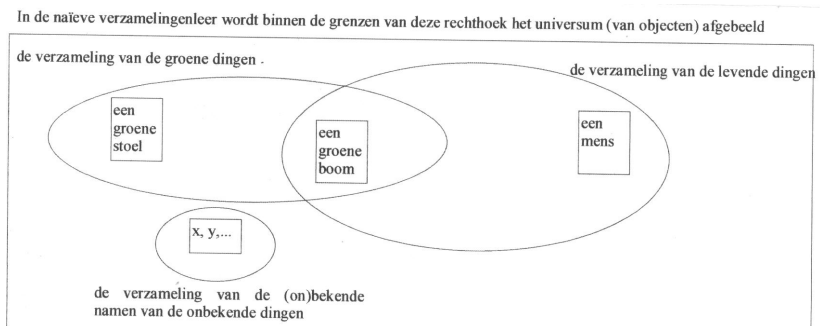 In de naïeve verzamelingenleer wordt binnen de grenzen van deze rechthoek het universum (van objecten) afgebeeld
de verzameling van de groene dingen .
de verzameling van de levende dingen
een
groene
stoel
een
groene
boom
een
mens
x, y,...
de verzameling van de (on)bekende
namen van de onbekende dingen